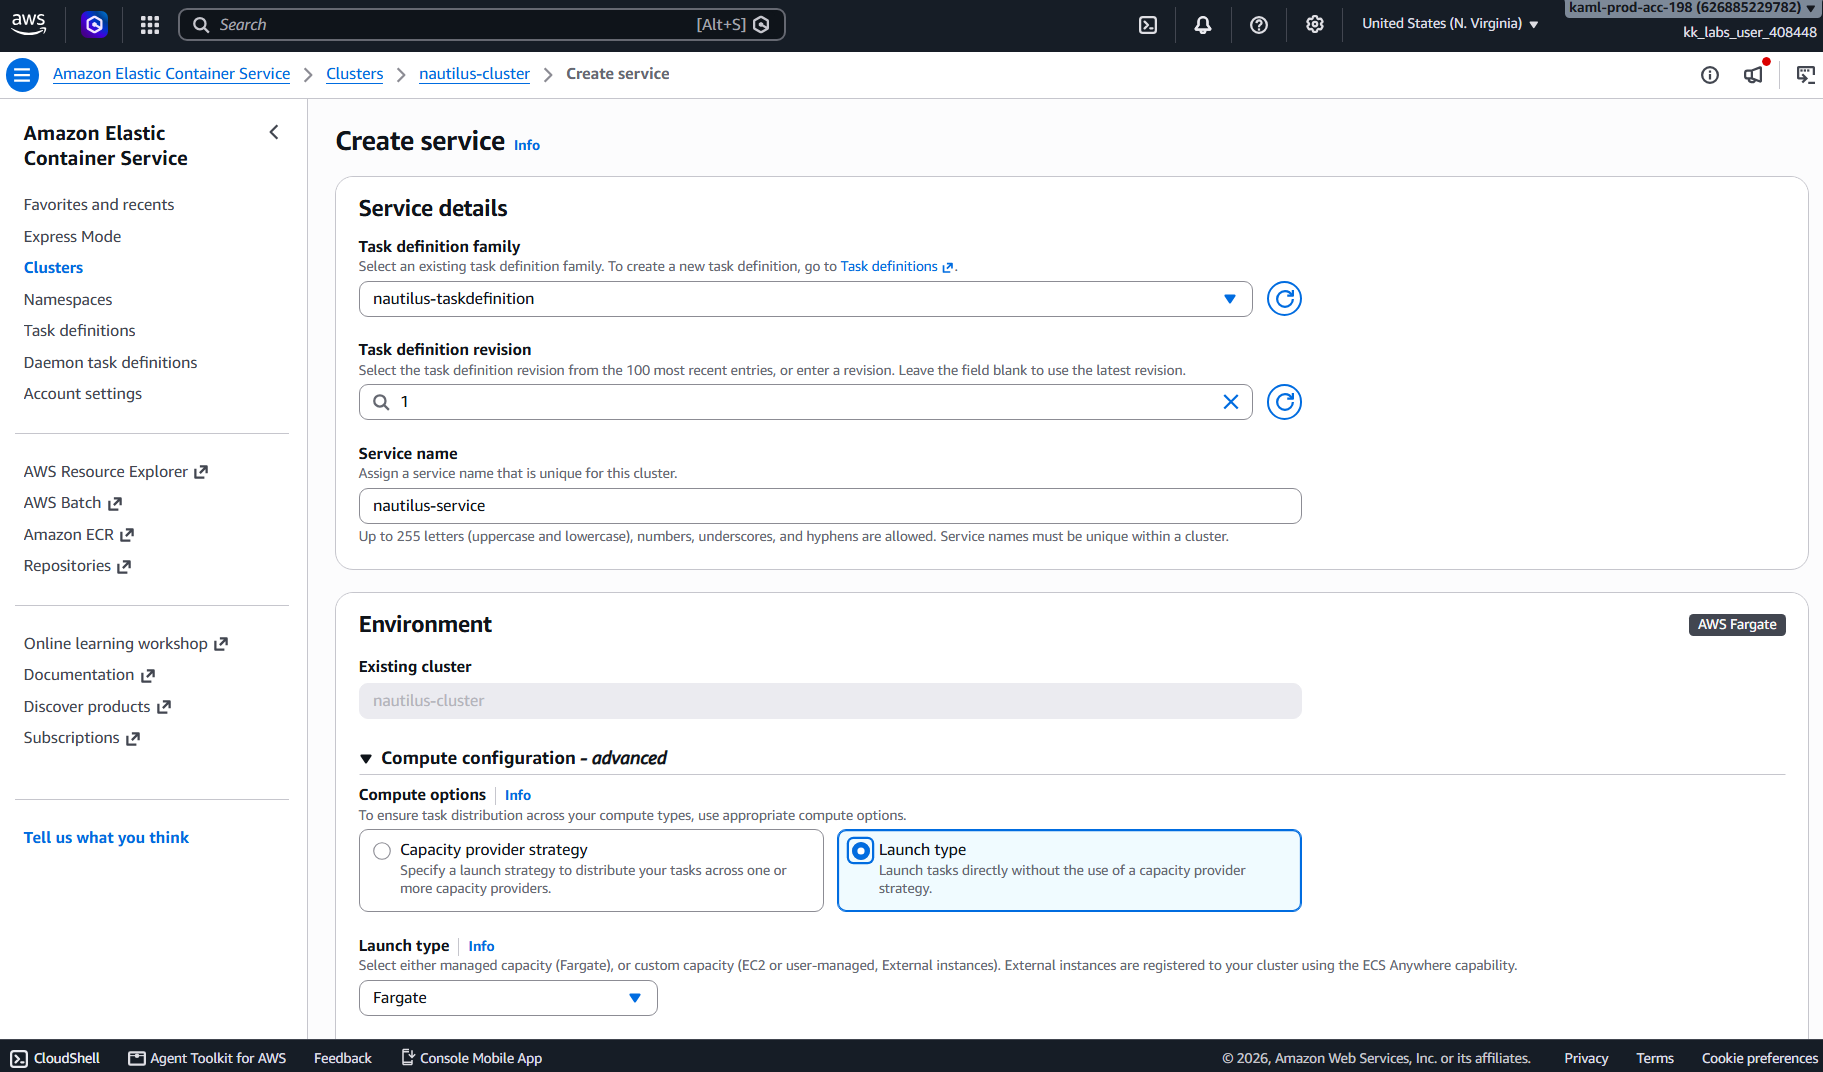 aws
Search
[Alt+S]
United States (N. Virginia)
kaml-prod-acc-198 (626885229782)
kk_labs_user_408448
Amazon Elastic Container Service
Clusters
nautilus-cluster
Create service
Amazon Elastic
Container Service
Favorites and recents
Express Mode
Clusters
Namespaces
Task definitions
Daemon task definitions
Account settings
AWS Resource Explorer
AWS Batch
Amazon ECR
Repositories
Online learning workshop
Documentation
Discover products
Subscriptions
Tell us what you think
Create service Info
Service details
Task definition family
Select an existing task definition family. To create a new task definition, go to Task definitions.
nautilus-taskdefinition
Task definition revision
Select the task definition revision from the 100 most recent entries, or enter a revision. Leave the field blank to use the latest revision.
1
Service name
Assign a service name that is unique for this cluster.
nautilus-service
Up to 255 letters (uppercase and lowercase), numbers, underscores, and hyphens are allowed. Service names must be unique within a cluster.
Environment
AWS Fargate
Existing cluster
nautilus-cluster
Compute configuration - advanced
Compute options Info
To ensure task distribution across your compute types, use appropriate compute options.
Capacity provider strategy
Specify a launch strategy to distribute your tasks across one or
more capacity providers.
Launch type
Launch tasks directly without the use of a capacity provider
strategy.
Launch type Info
Select either managed capacity (Fargate), or custom capacity (EC2 or user-managed, External instances). External instances are registered to your cluster using the ECS Anywhere capability.
Fargate
CloudShell
Agent Toolkit for AWS
Feedback
Console Mobile App
© 2026, Amazon Web Services, Inc. or its affiliates.
Privacy
Terms
Cookie preferences